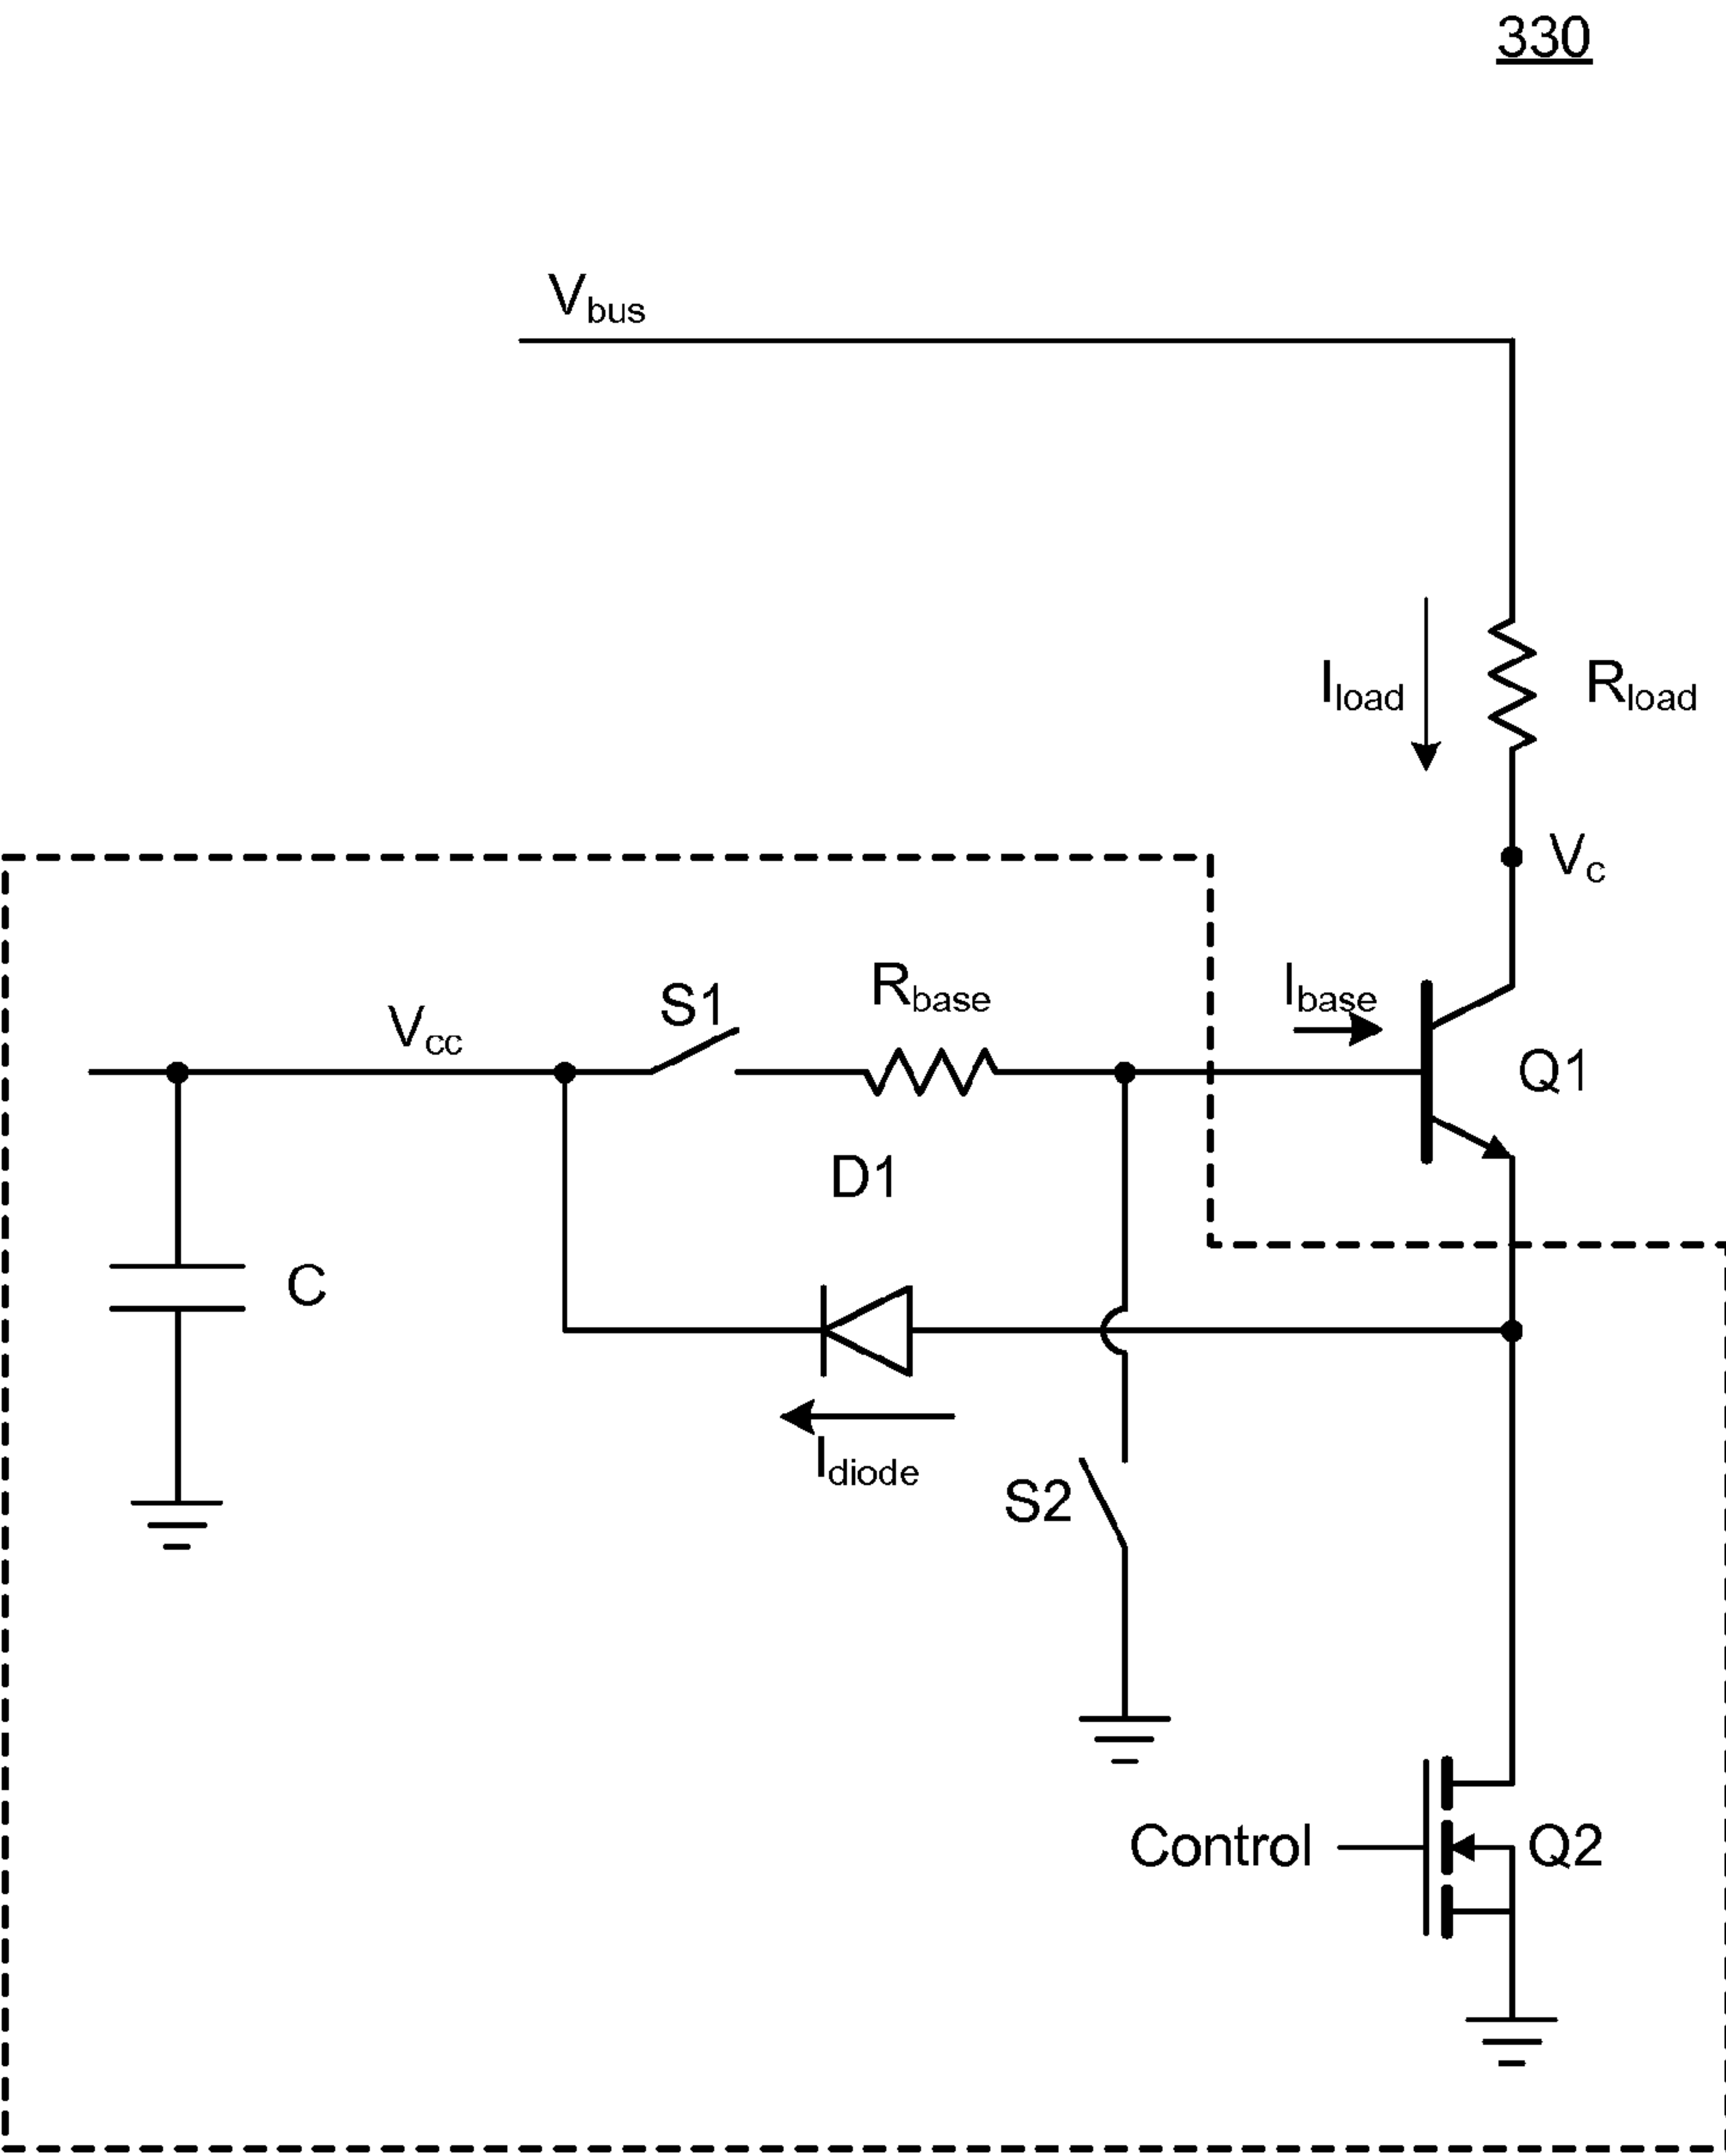 330
Vbus
Iload
Rload
Vc
Vcc
S1
Rbase
Ibase
Q1
D1
C
Idiode
S2
Control
Q2